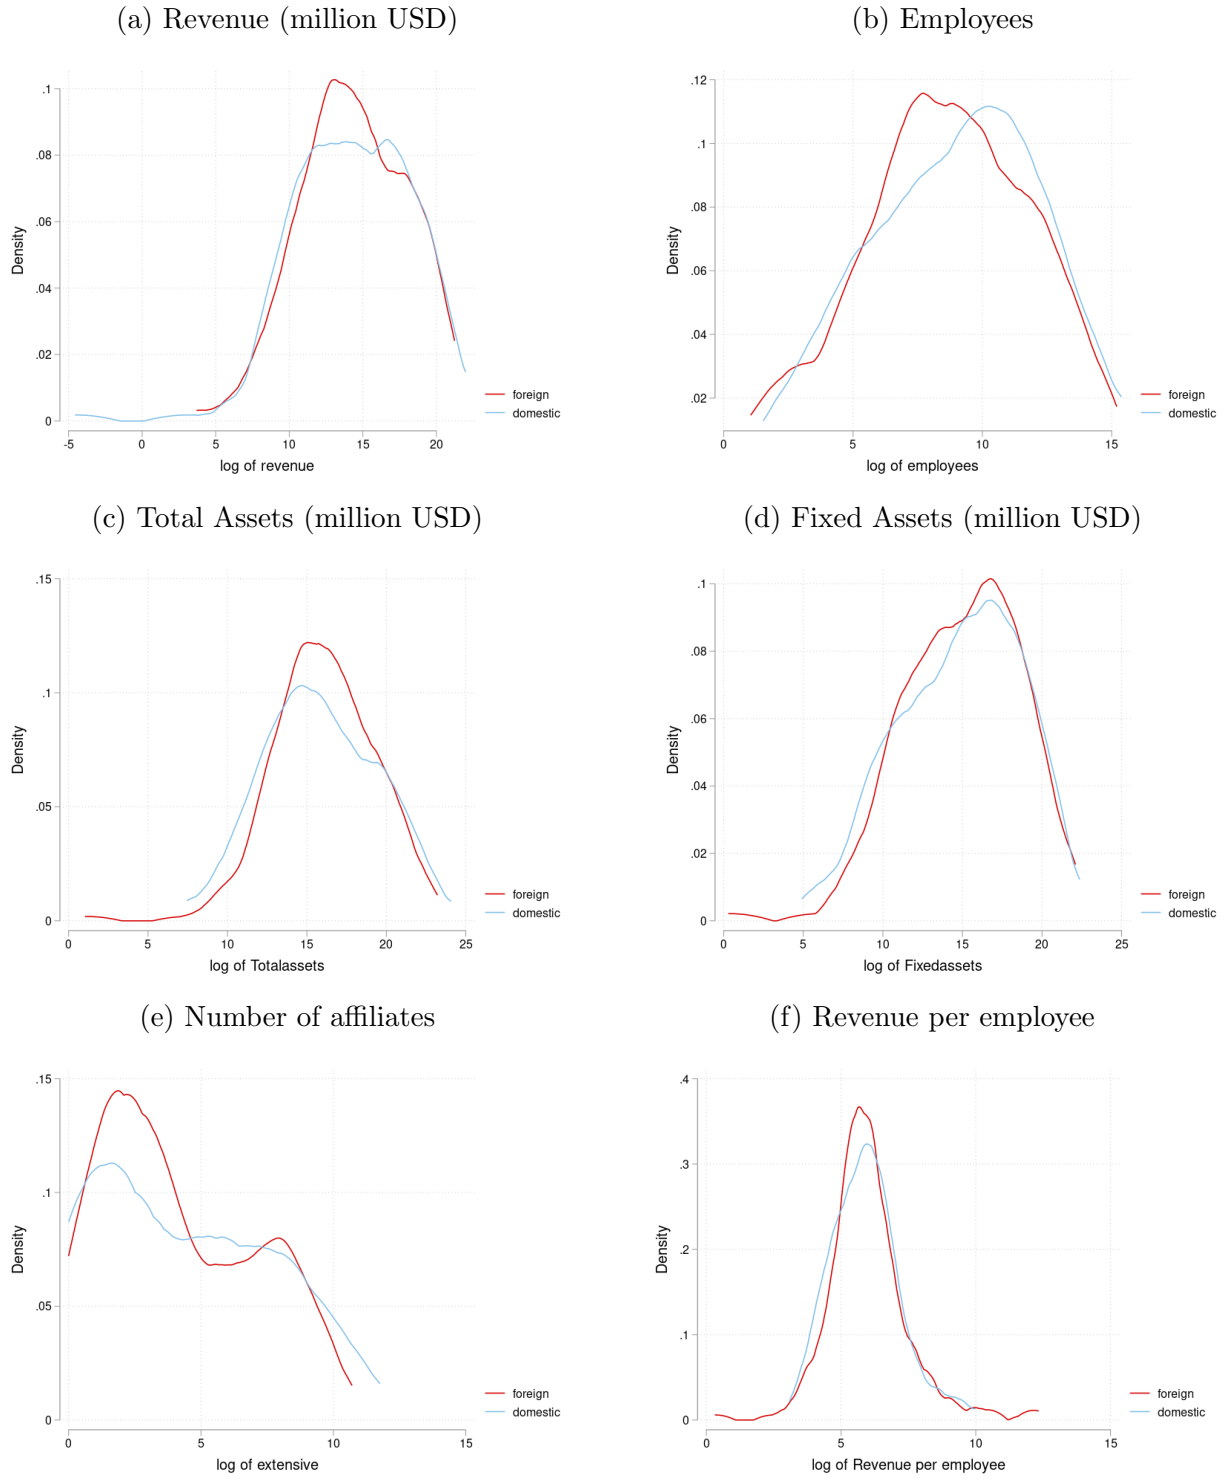 (a) Revenue (million USD)
Density
.1
.08
.06
.04
.02
0
-5 0 5 10 15 20
log of revenue
foreign
domestic
(b) Employees
Density
.12
.1
.08
.06
.04
.02
0 5 10 15
log of employees
foreign
domestic
(c) Total Assets (million USD)
Density
.15
.1
.05
0
0 5 10 15 20 25
log of Totalassets
foreign
domestic
(d) Fixed Assets (million USD)
Density
.1
.08
.06
.04
.02
0
0 5 10 15 20 25
log of Fixedassets
foreign
domestic
(e) Number of affiliates
Density
.15
.1
.05
0
0 5 10 15
log of extensive
foreign
domestic
(f) Revenue per employee
Density
.4
.3
.2
.1
0
0 5 10 15
log of Revenue per employee
foreign
domestic